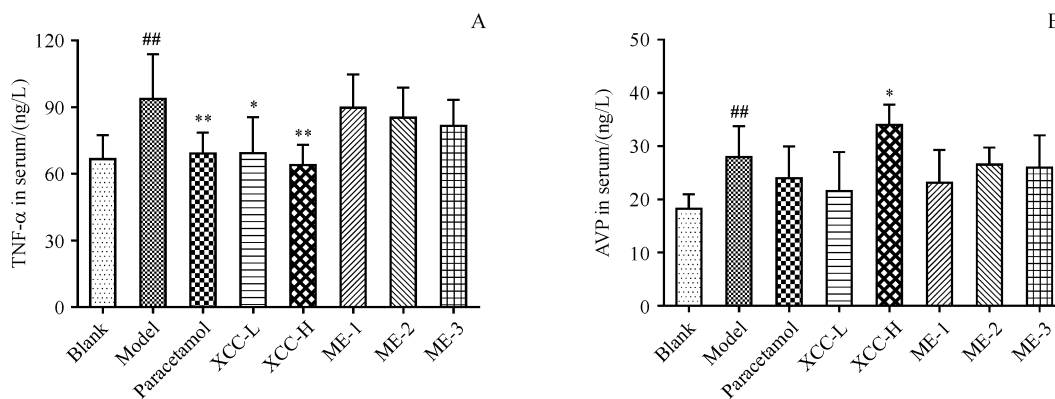 A
TNF-α in serum/(ng/L)
120
90
60
30
0
##
**
*
**
Blank
Model
Paracetamol
XCC-L
XCC-H
ME-1
ME-2
ME-3
AVP in serum/(ng/L)
50
40
30
20
10
0
##
*
Blank
Model
Paracetamol
XCC-L
XCC-H
ME-1
ME-2
ME-3